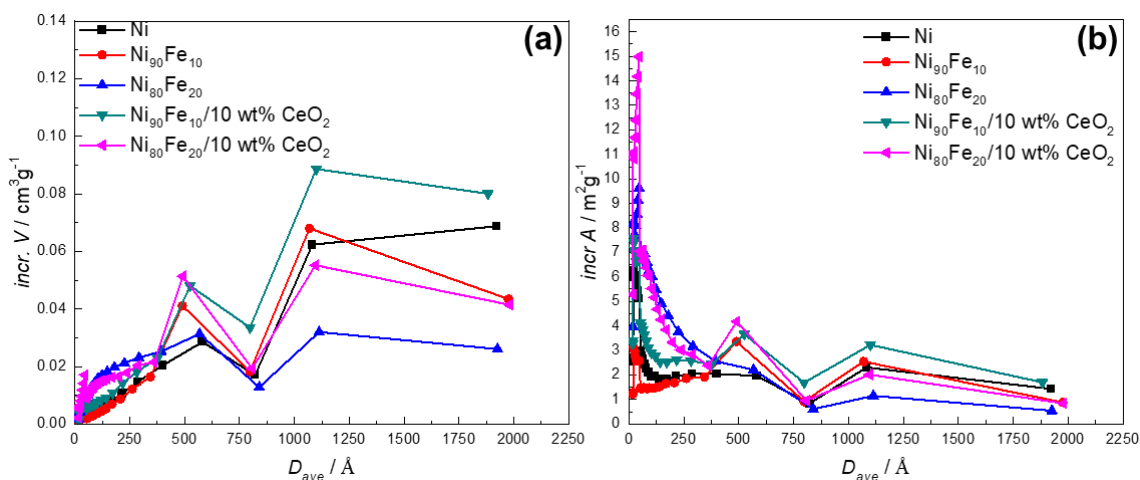 (a)
Ni
Ni90Fe10
Ni80Fe20
Ni90Fe10/10 wt% CeO2
Ni80Fe20/10 wt% CeO2
0.14
0.12
0.10
0.08
0.06
0.04
0.02
0.00
incr. V / cm3g-1
0 250 500 750 1000 1250 1500 1750 2000 2250
Dave / Å
(b)
Ni
Ni90Fe10
Ni80Fe20
Ni90Fe10/10 wt% CeO2
Ni80Fe20/10 wt% CeO2
16
15
14
13
12
11
10
9
8
7
6
5
4
3
2
1
0
incr A / m2g-1
0 250 500 750 1000 1250 1500 1750 2000 2250
Dave / Å